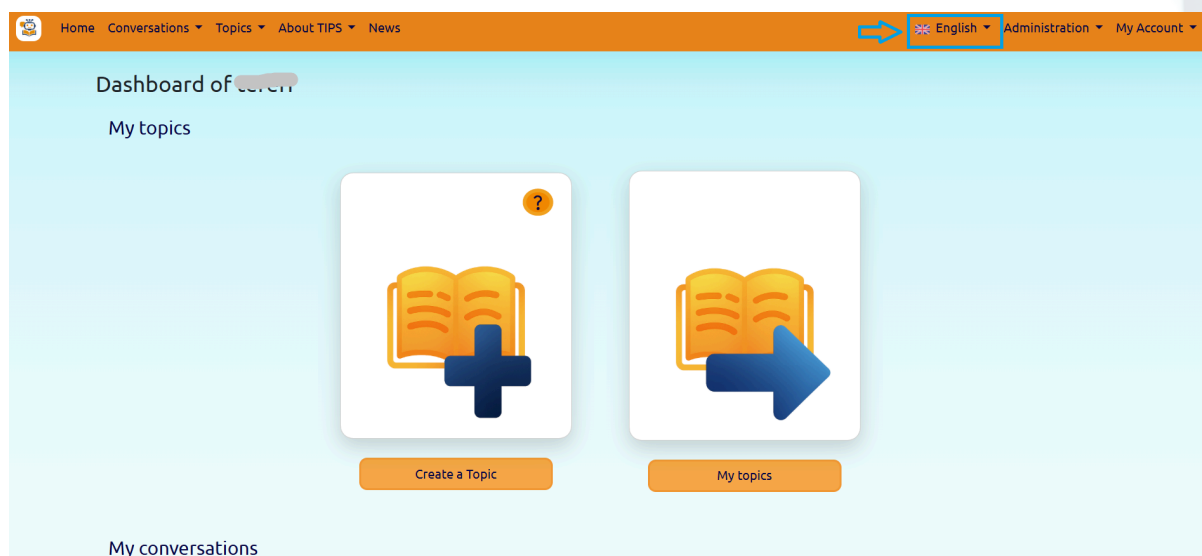 Home Conversations Topics About TIPS News English Administration My Account
Dashboard of
My topics
?
Create a Topic
My topics
My conversations